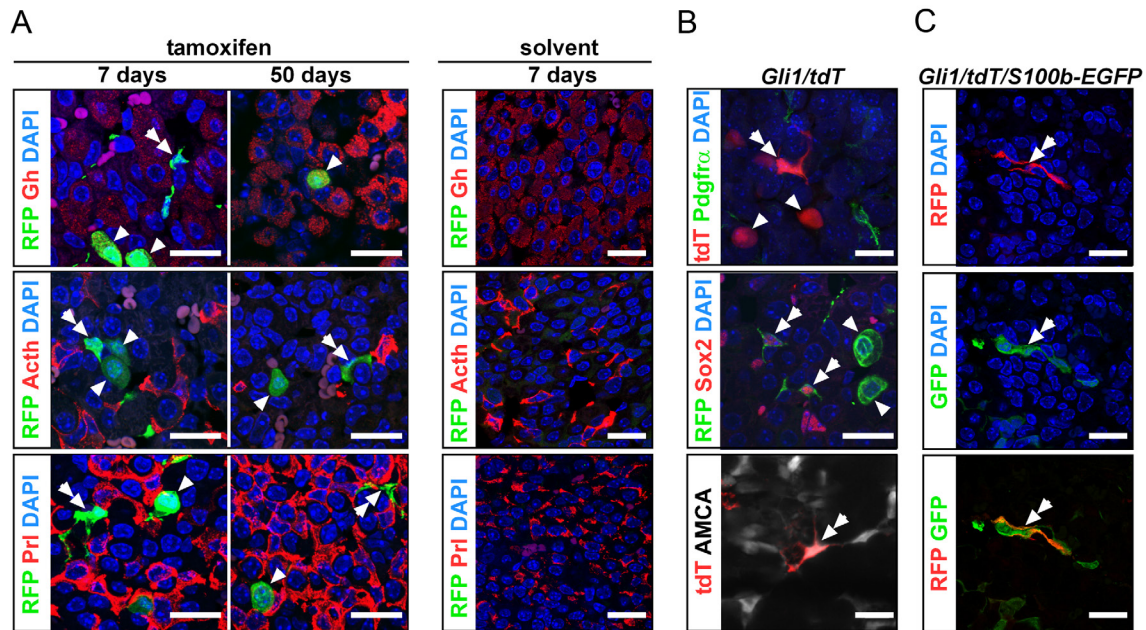 A
tamoxifen
7 days
50 days
solvent
7 days
RFP Gh DAPI
RFP Gh DAPI
RFP Acth DAPI
RFP Acth DAPI
RFP Prl DAPI
RFP Prl DAPI
B
Gli1/tdT
tdT Pdgfrα DAPI
RFP Sox2 DAPI
tdT AMCA
C
Gli1/tdT/S100b-EGFP
RFP DAPI
GFP DAPI
RFP GFP